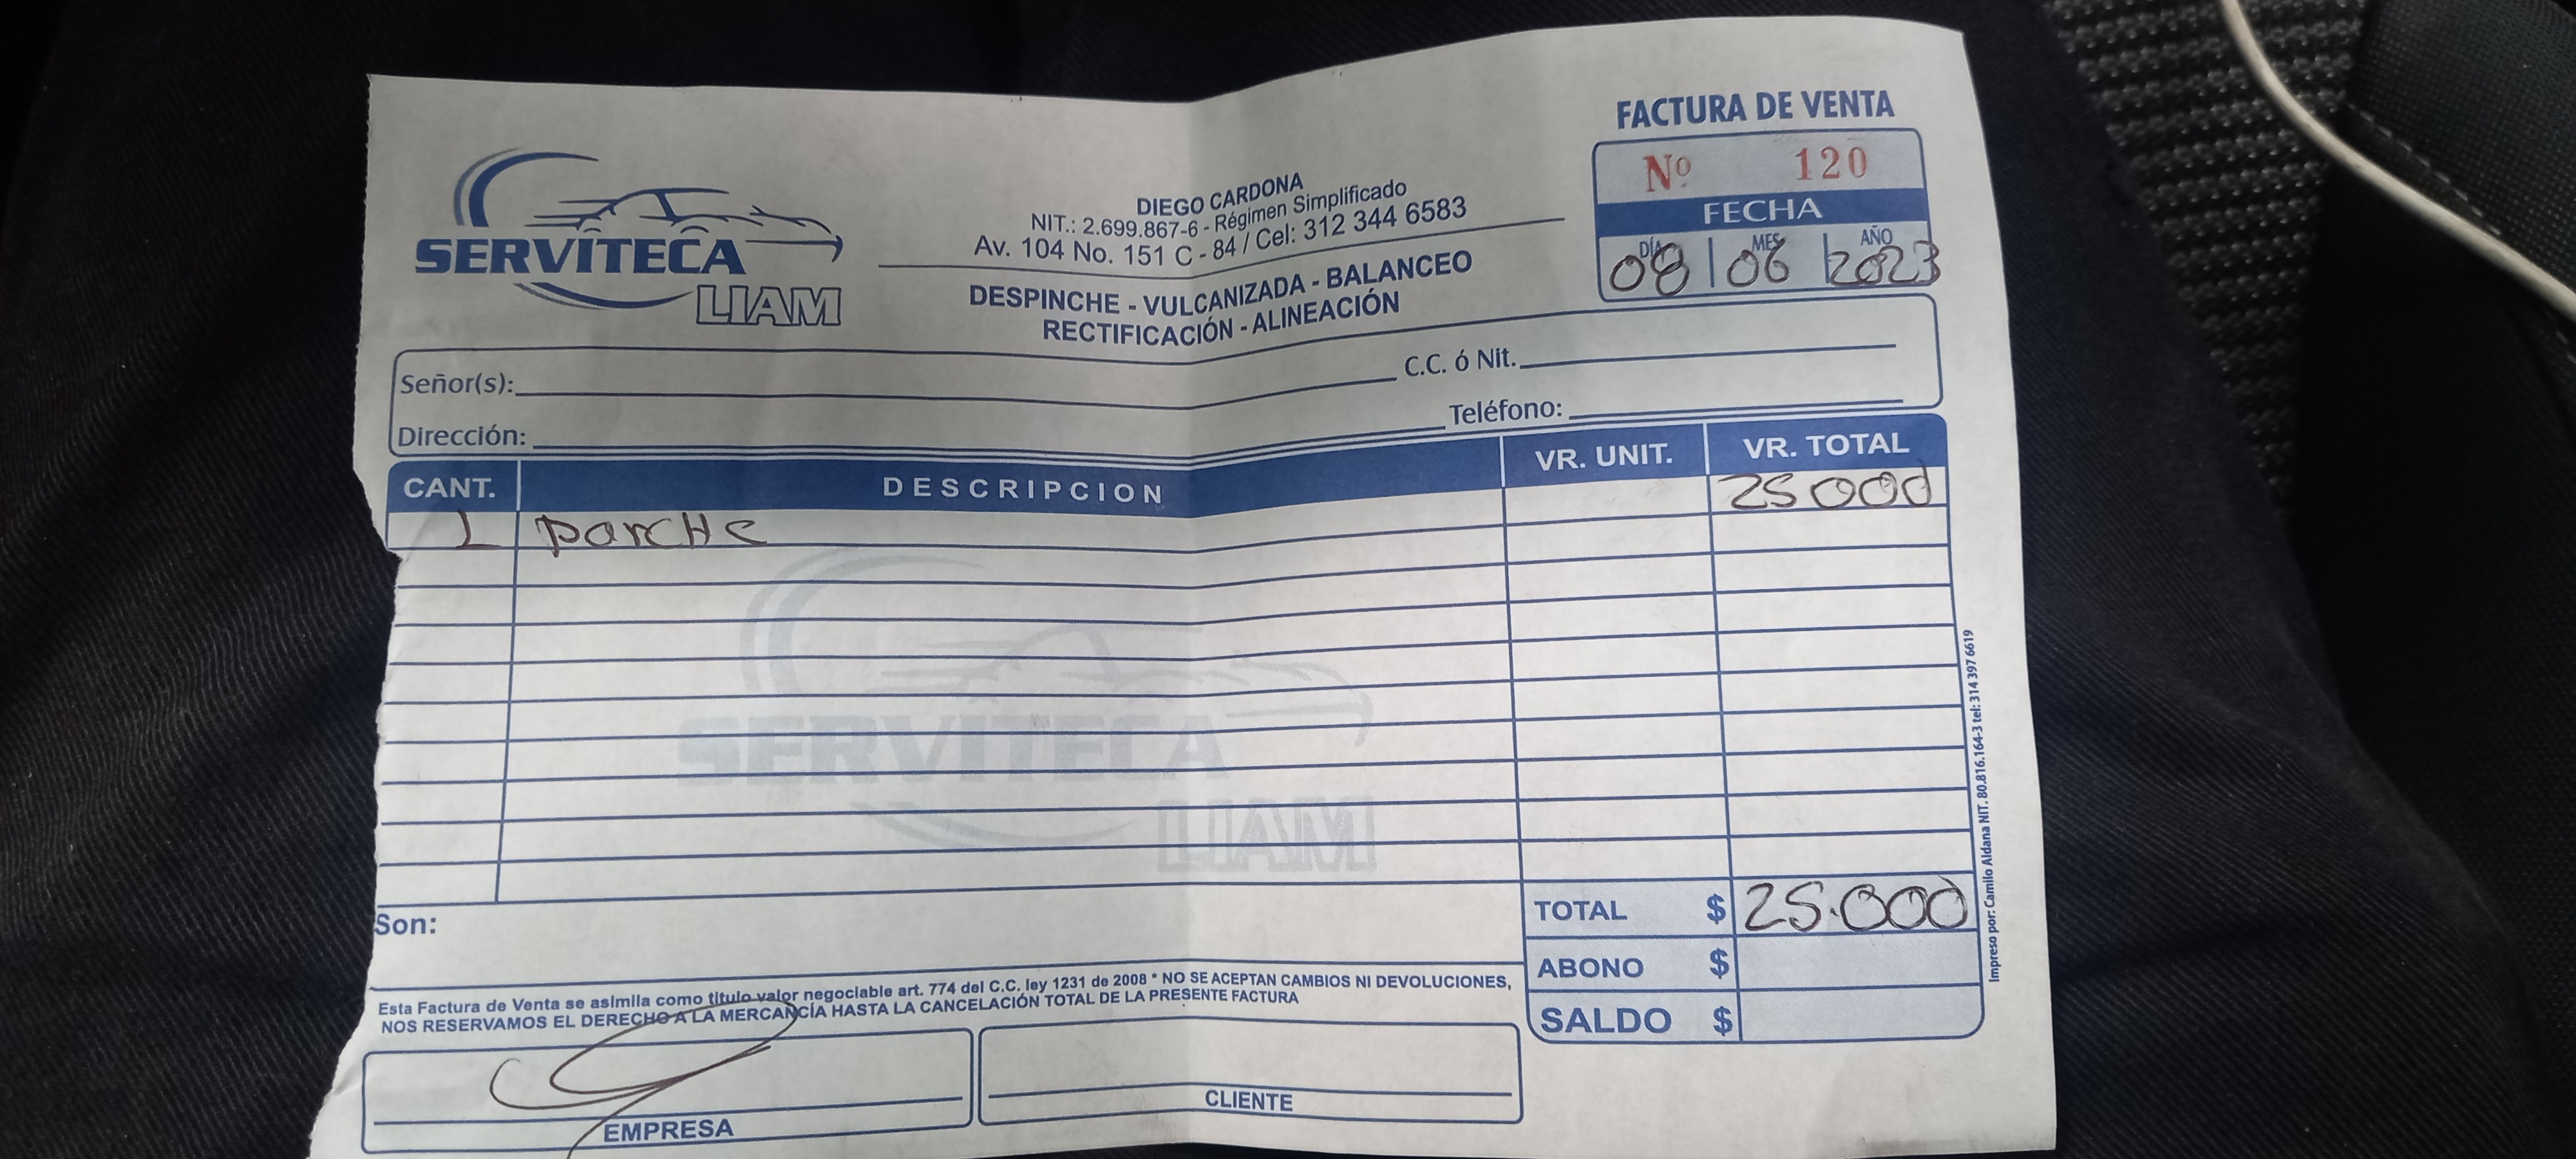 FACTURA DE VENTA
Nº 120
FECHA
DÍA MES AÑO
08 06 2023
SERVITECA
LIAM
DIEGO CARDONA
NIT.: 2.699.867-6 - Régimen Simplificado
Av. 104 No. 151 C - 84 / Cel: 312 344 6583
DESPINCHE - VULCANIZADA - BALANCEO
RECTIFICACIÓN - ALINEACIÓN
Señor(s): C.C. ó Nit.
Dirección: Teléfono:
CANT. DESCRIPCION VR. UNIT. VR. TOTAL
25000
1 parcHe
SERVITECA
LIAM
Son:
TOTAL $ 25.000
ABONO $
SALDO $
Esta Factura de Venta se asimila como titulo valor negociable art. 774 del C.C. ley 1231 de 2008 * NO SE ACEPTAN CAMBIOS NI DEVOLUCIONES,
NOS RESERVAMOS EL DERECHO A LA MERCANCÍA HASTA LA CANCELACIÓN TOTAL DE LA PRESENTE FACTURA
EMPRESA
CLIENTE
Impreso por: Camilo Aldana NIT. 80.816.164-3 tel: 314 397 6619